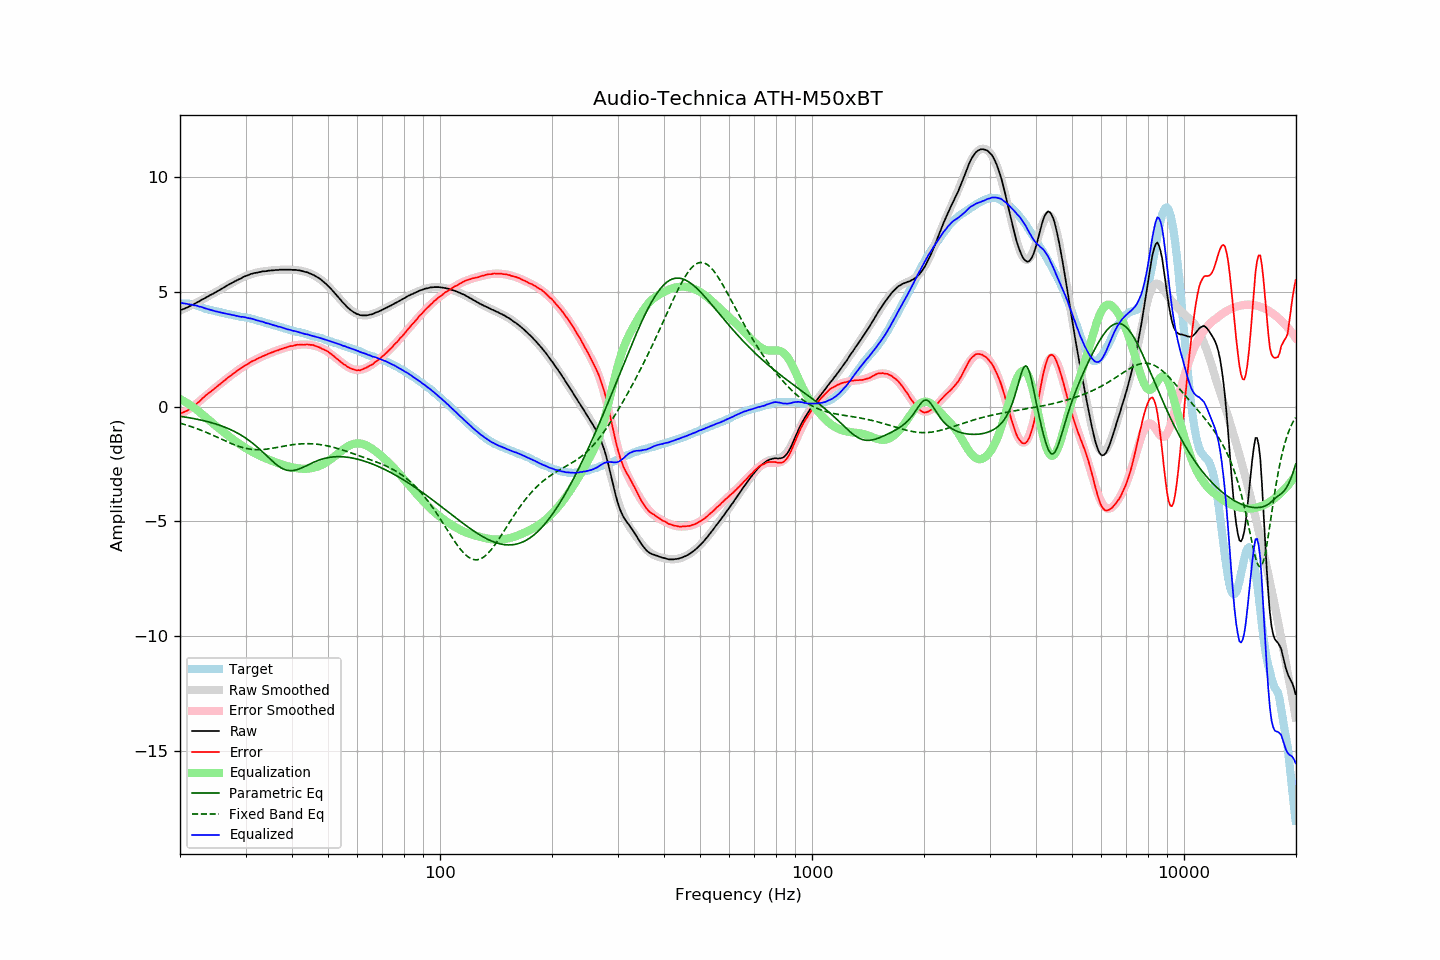 Audio-Technica ATH-M50xBT
Amplitude (dBr)
10
5
0
−5
−10
−15
Target
Raw Smoothed
Error Smoothed
Raw
Error
Equalization
Parametric Eq
Fixed Band Eq
Equalized
100
1000
10000
Frequency (Hz)